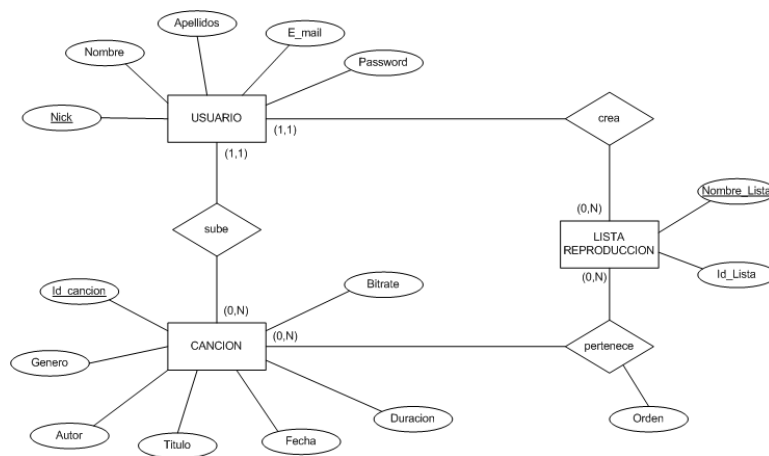 Apellidos
E_mail
Nombre
Password
Nick
USUARIO
(1,1)
(1,1)
crea
Nombre_Lista
(0,N)
sube
LISTA
REPRODUCCION
(0,N)
Id_Lista
Id_cancion
Bitrate
(0,N)
(0,N)
CANCION
pertenece
Genero
Duracion
Orden
Autor
Titulo
Fecha